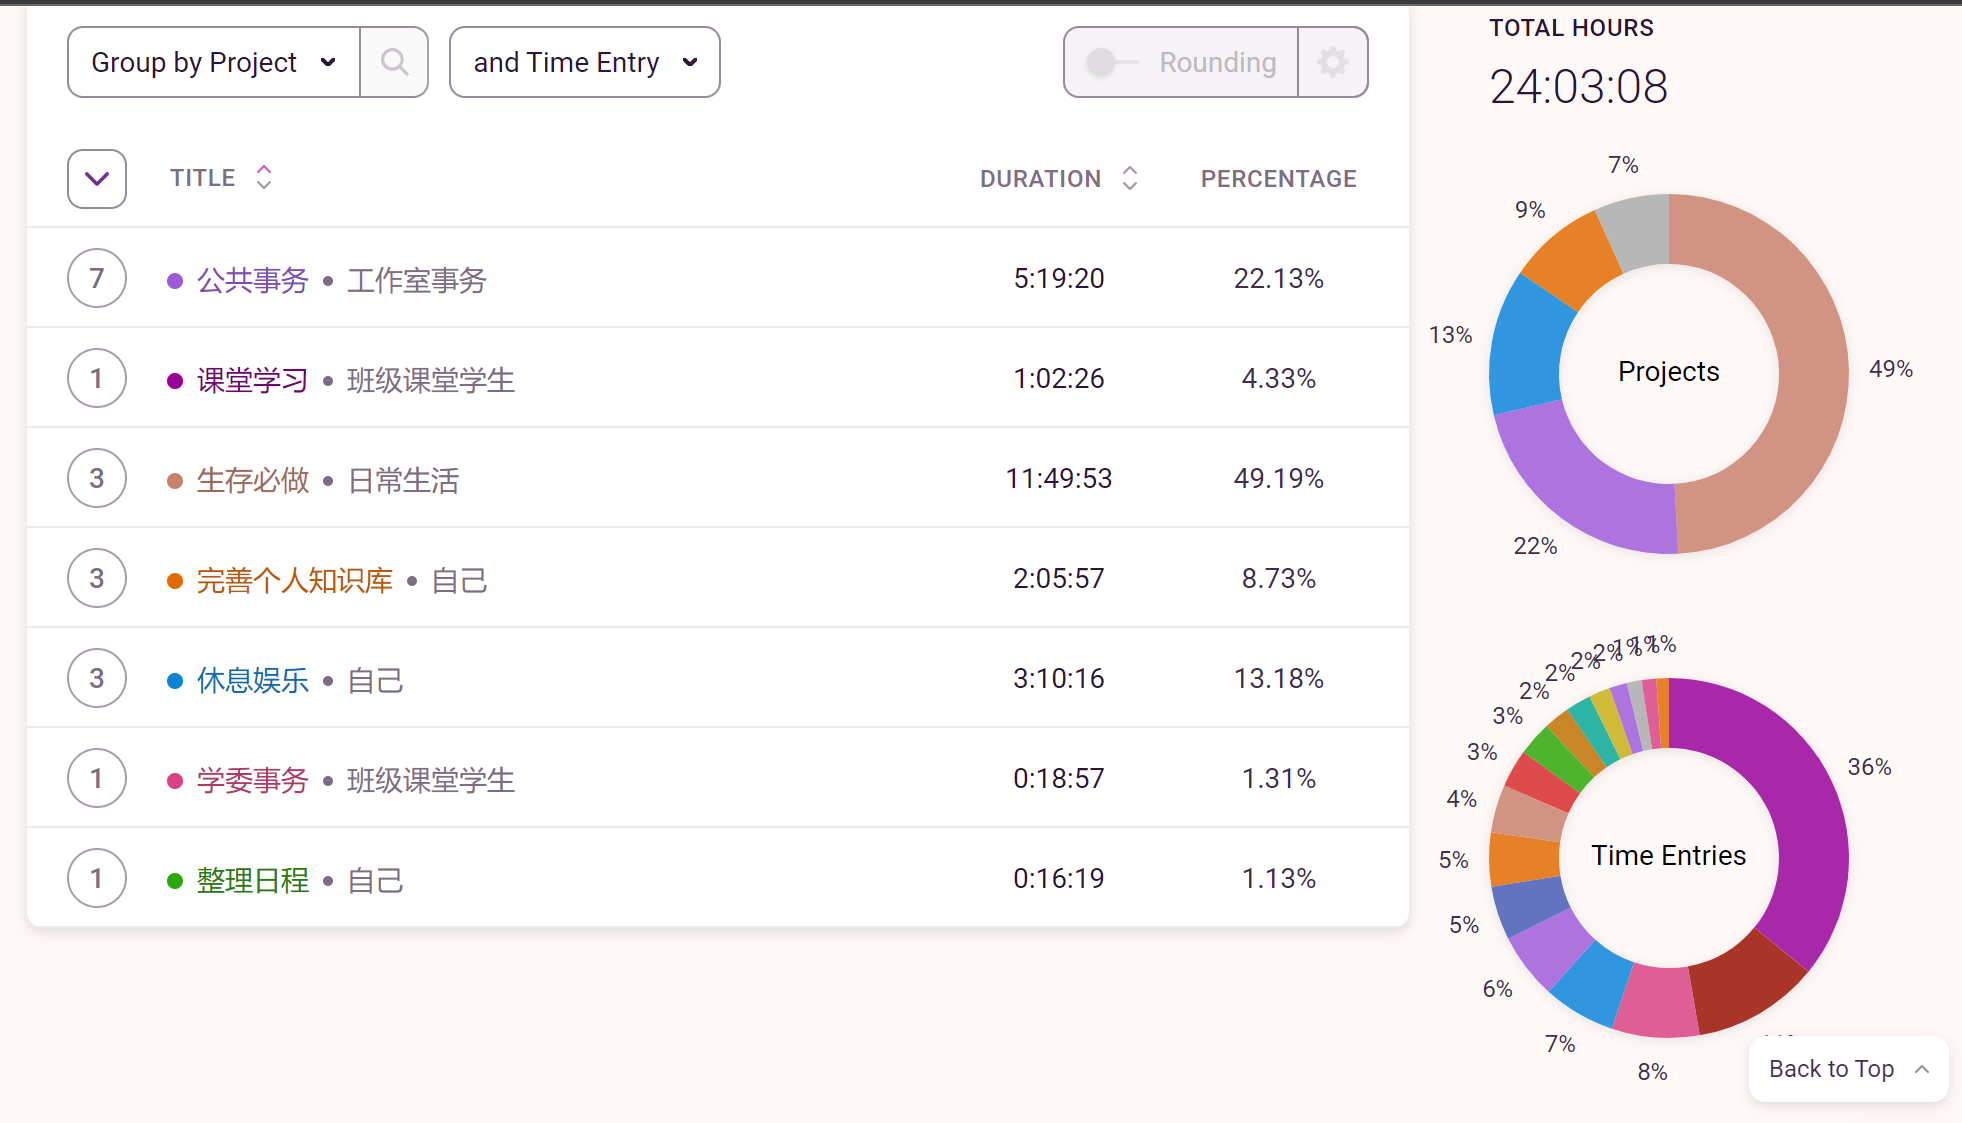 Group by Project
and Time Entry
Rounding
TITLE
DURATION
PERCENTAGE
7 公共事务 • 工作室事务 5:19:20 22.13%
1 课堂学习 • 班级课堂学生 1:02:26 4.33%
3 生存必做 • 日常生活 11:49:53 49.19%
3 完善个人知识库 • 自己 2:05:57 8.73%
3 休息娱乐 • 自己 3:10:16 13.18%
1 学委事务 • 班级课堂学生 0:18:57 1.31%
1 整理日程 • 自己 0:16:19 1.13%
TOTAL HOURS
24:03:08
7%
9%
13%
Projects
49%
22%
1%
1%
1%
2%
2%
2%
2%
3%
3%
36%
4%
Time Entries
5%
5%
6%
7%
8%
Back to Top